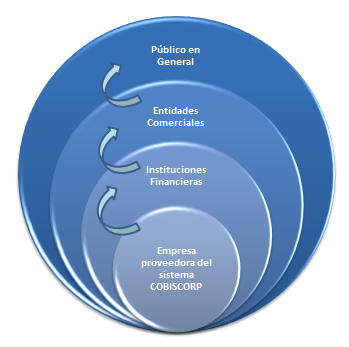 Público en
General
Entidades
Comerciales
Instituciones
Financieras
Empresa
proveedora del
sistema
COBISCORP